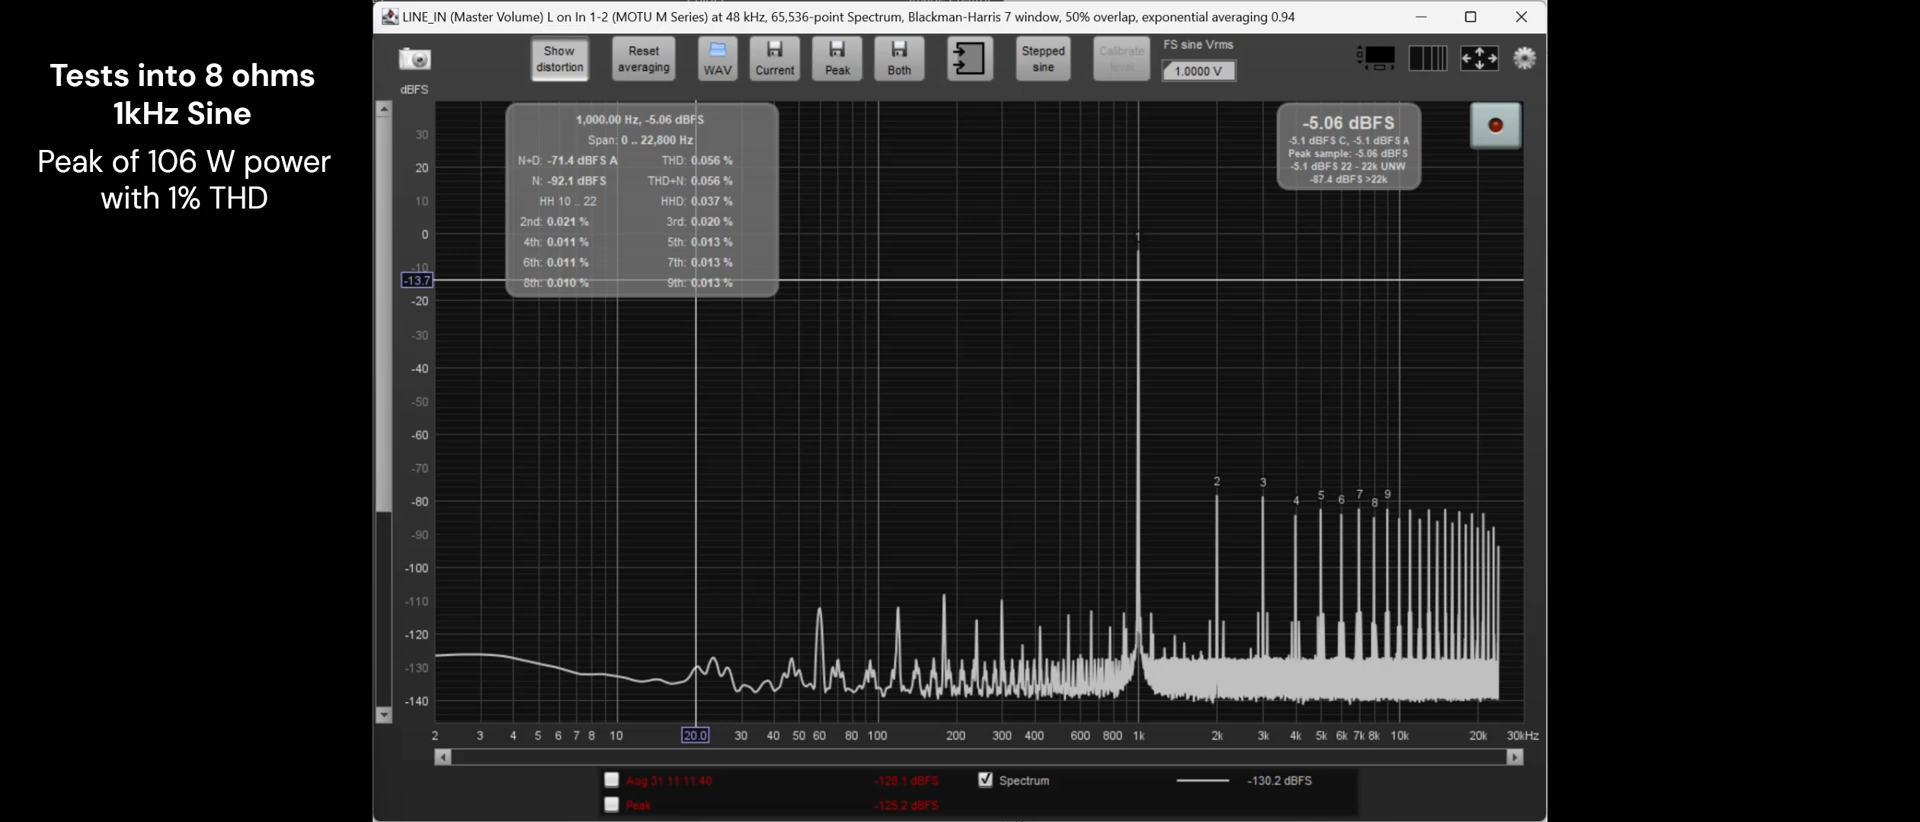 LINE_IN (Master Volume) L on In 1-2 (MOTU M Series) at 48 kHz, 65,536-point Spectrum, Blackman-Harris 7 window, 50% overlap, exponential averaging 0.94
Tests into 8 ohms
1kHz Sine
Peak of 106 W power
with 1% THD
Show
distortion
Reset
averaging
WAV
Current
Peak
Both
Stepped
sine
Calibrate
level
FS sine Vrms
1.0000 V
dBFS
1,000.00 Hz, -5.06 dBFS
Span: 0 .. 22,800 Hz
N+D: -71.4 dBFS A THD: 0.056 %
N: -92.1 dBFS THD+N: 0.056 %
HH 10 .. 22 HHD: 0.037 %
2nd: 0.021 % 3rd: 0.020 %
4th: 0.011 % 5th: 0.013 %
6th: 0.011 % 7th: 0.013 %
8th: 0.010 % 9th: 0.013 %
-5.06 dBFS
-5.1 dBFS C, -5.1 dBFS A
Peak sample: -5.06 dBFS
-5.1 dBFS 22 - 22k UNW
-87.4 dBFS >22k
30
20
10
0
-10
-13.7
-20
-30
-40
-50
-60
-70
-80
-90
-100
-110
-120
-130
-140
1
2 3 4 5 6 7 8 9
2 3 4 5 6 7 8 10 20.0 30 40 50 60 80 100 200 300 400 600 800 1k 2k 3k 4k 5k 6k 7k 8k 10k 20k 30kHz
Aug 31 11:11:40 -128.1 dBFS Spectrum -130.2 dBFS
Peak -125.2 dBFS